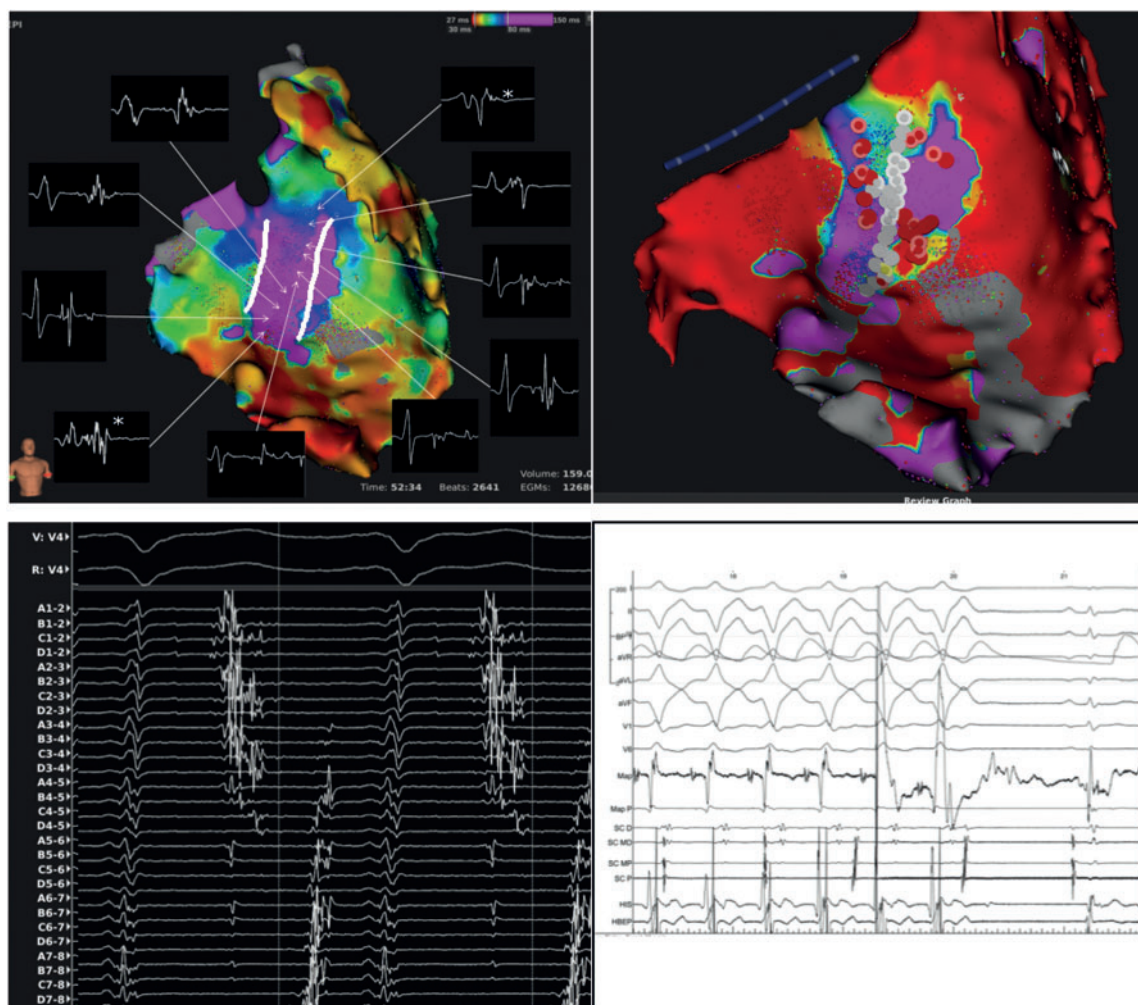 27 ms
150 ms
30 ms
80 ms
*
*
Volume: 159.0
Time: 52:34
Beats: 2641
EGMs: 1268
Review Graph
V: V4
R: V4
A1-2
B1-2
C1-2
D1-2
A2-3
B2-3
C2-3
D2-3
A3-4
B3-4
C3-4
D3-4
A4-5
B4-5
C4-5
D4-5
A5-6
B5-6
C5-6
D5-6
A6-7
B6-7
C6-7
D6-7
A7-8
B7-8
C7-8
D7-8
18
19
20
21
II
aVR
aVL
aVF
V1
V6
Map
Map P
SC D
SC MD
SC MP
SC P
HIS
HBEP